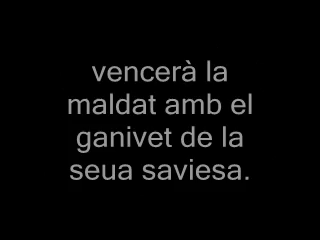 vencerà la
maldat amb el
ganivet de la
seua saviesa.